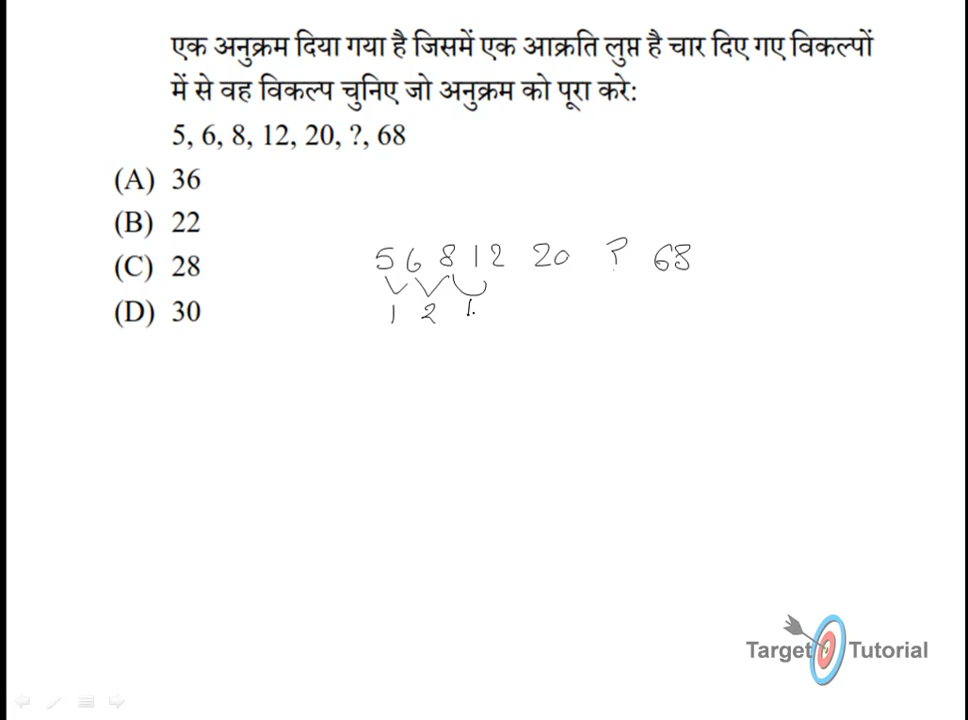 एक अनुक्रम दिया गया है जिसमें एक आक्रति लुप्त है चार दिए गए विकल्पों
में से वह विकल्प चुनिए जो अनुक्रम को पूरा करे:
5, 6, 8, 12, 20, ?, 68
(A) 36
(B) 22
(C) 28
(D) 30
5 6 8 12 20 ? 68
1 2
Target Tutorial